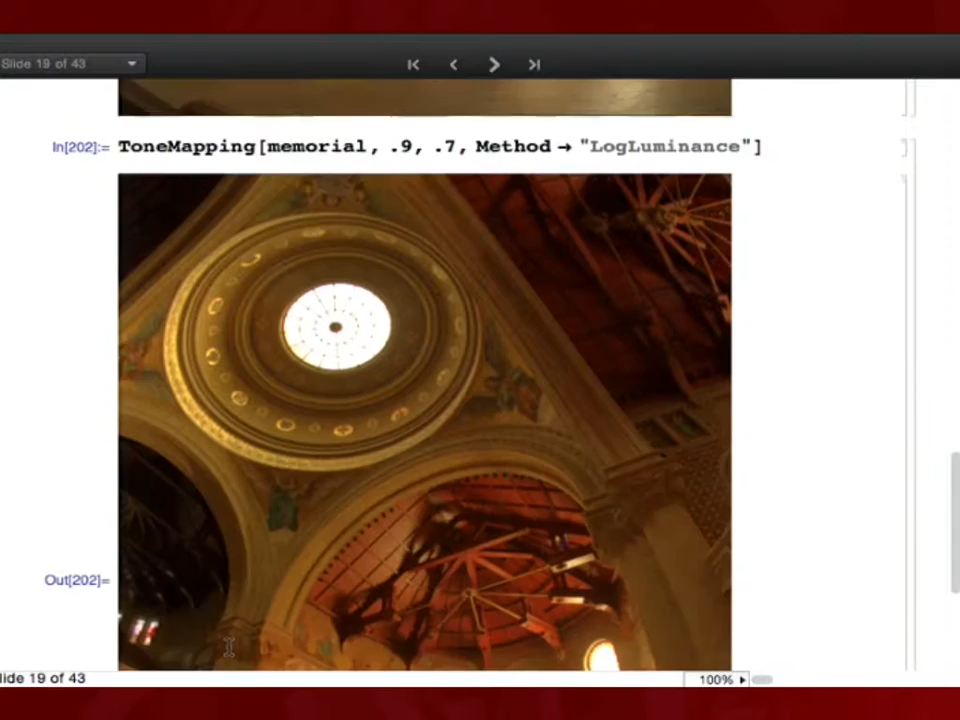 Slide 19 of 43
In[202]:= ToneMapping[memorial, .9, .7, Method → "LogLuminance"]
Out[202]=
lide 19 of 43
100%